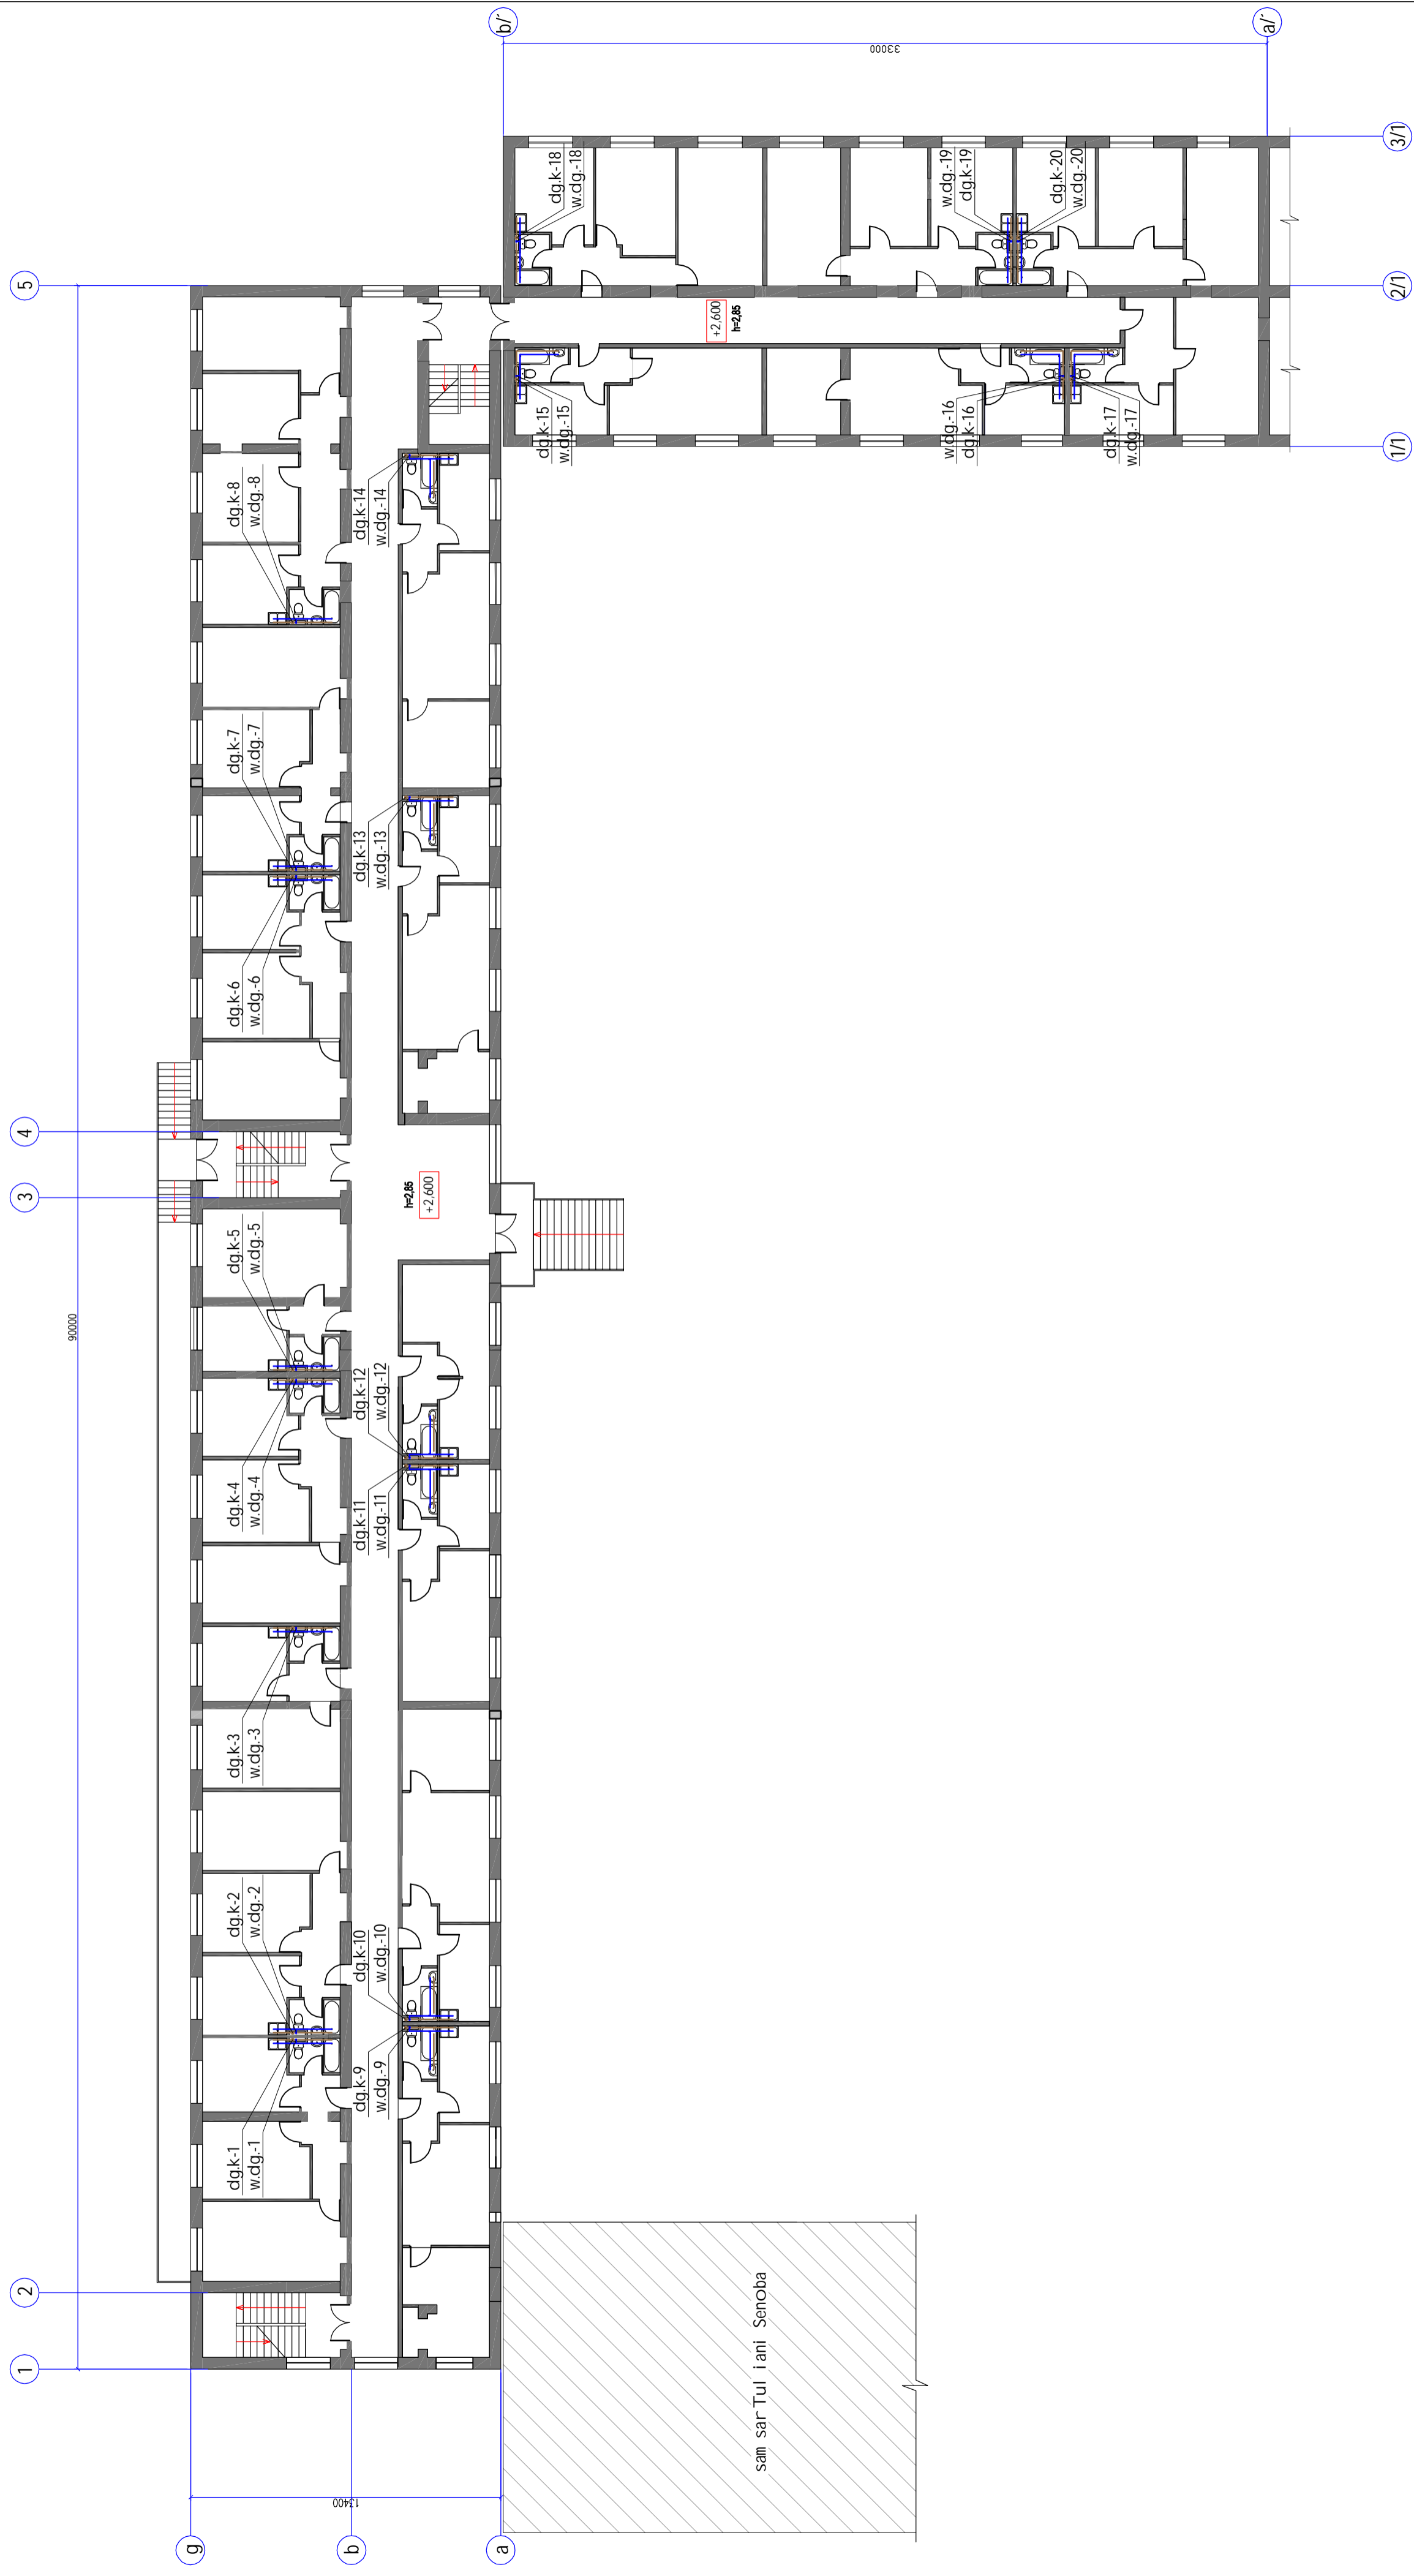 b/'
a/'
33000
3/1
2/1
1/1
5
4
3
2
1
90000
g
b
a
13400
dg.k-18
w.dg.-18
w.dg.-19
dg.k-19
dg.k-20
w.dg.-20
+2,600
h=2,85
dg.k-15
w.dg.-15
w.dg.-16
dg.k-16
dg.k-17
w.dg.-17
dg.k-8
w.dg.-8
dg.k-14
w.dg.-14
dg.k-7
w.dg.-7
dg.k-13
w.dg.-13
dg.k-6
w.dg.-6
h=2,85
+2,600
dg.k-5
w.dg.-5
dg.k-12
w.dg.-12
dg.k-4
w.dg.-4
dg.k-11
w.dg.-11
dg.k-3
w.dg.-3
dg.k-2
w.dg.-2
dg.k-10
w.dg.-10
dg.k-9
w.dg.-9
dg.k-1
w.dg.-1
sam sarTul iani Senoba